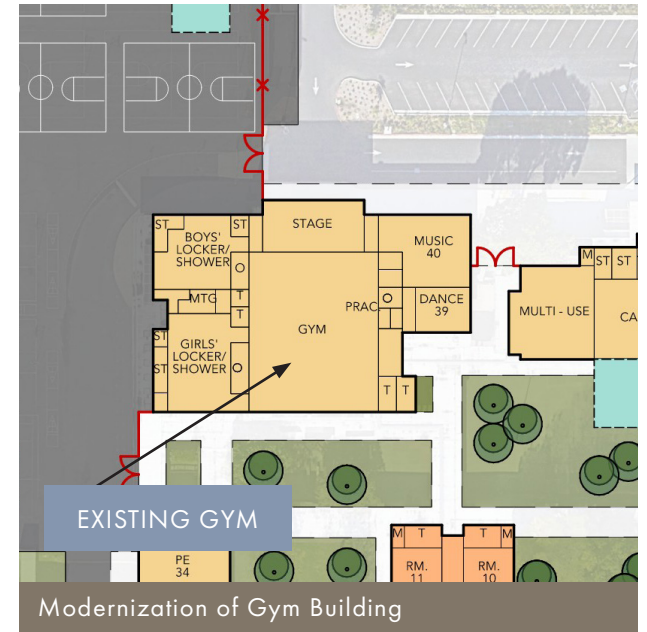 ST
ST
BOYS'
LOCKER/
SHOWER
O
STAGE
MUSIC
40
M
ST
ST
MTG
T
T
PRAC.
O
DANCE
39
GYM
MULTI - USE
CA
ST
GIRLS'
LOCKER/
SHOWER
ST
O
T
T
EXISTING GYM
PE
34
M
T
T
M
RM.
11
RM.
10
Modernization of Gym Building